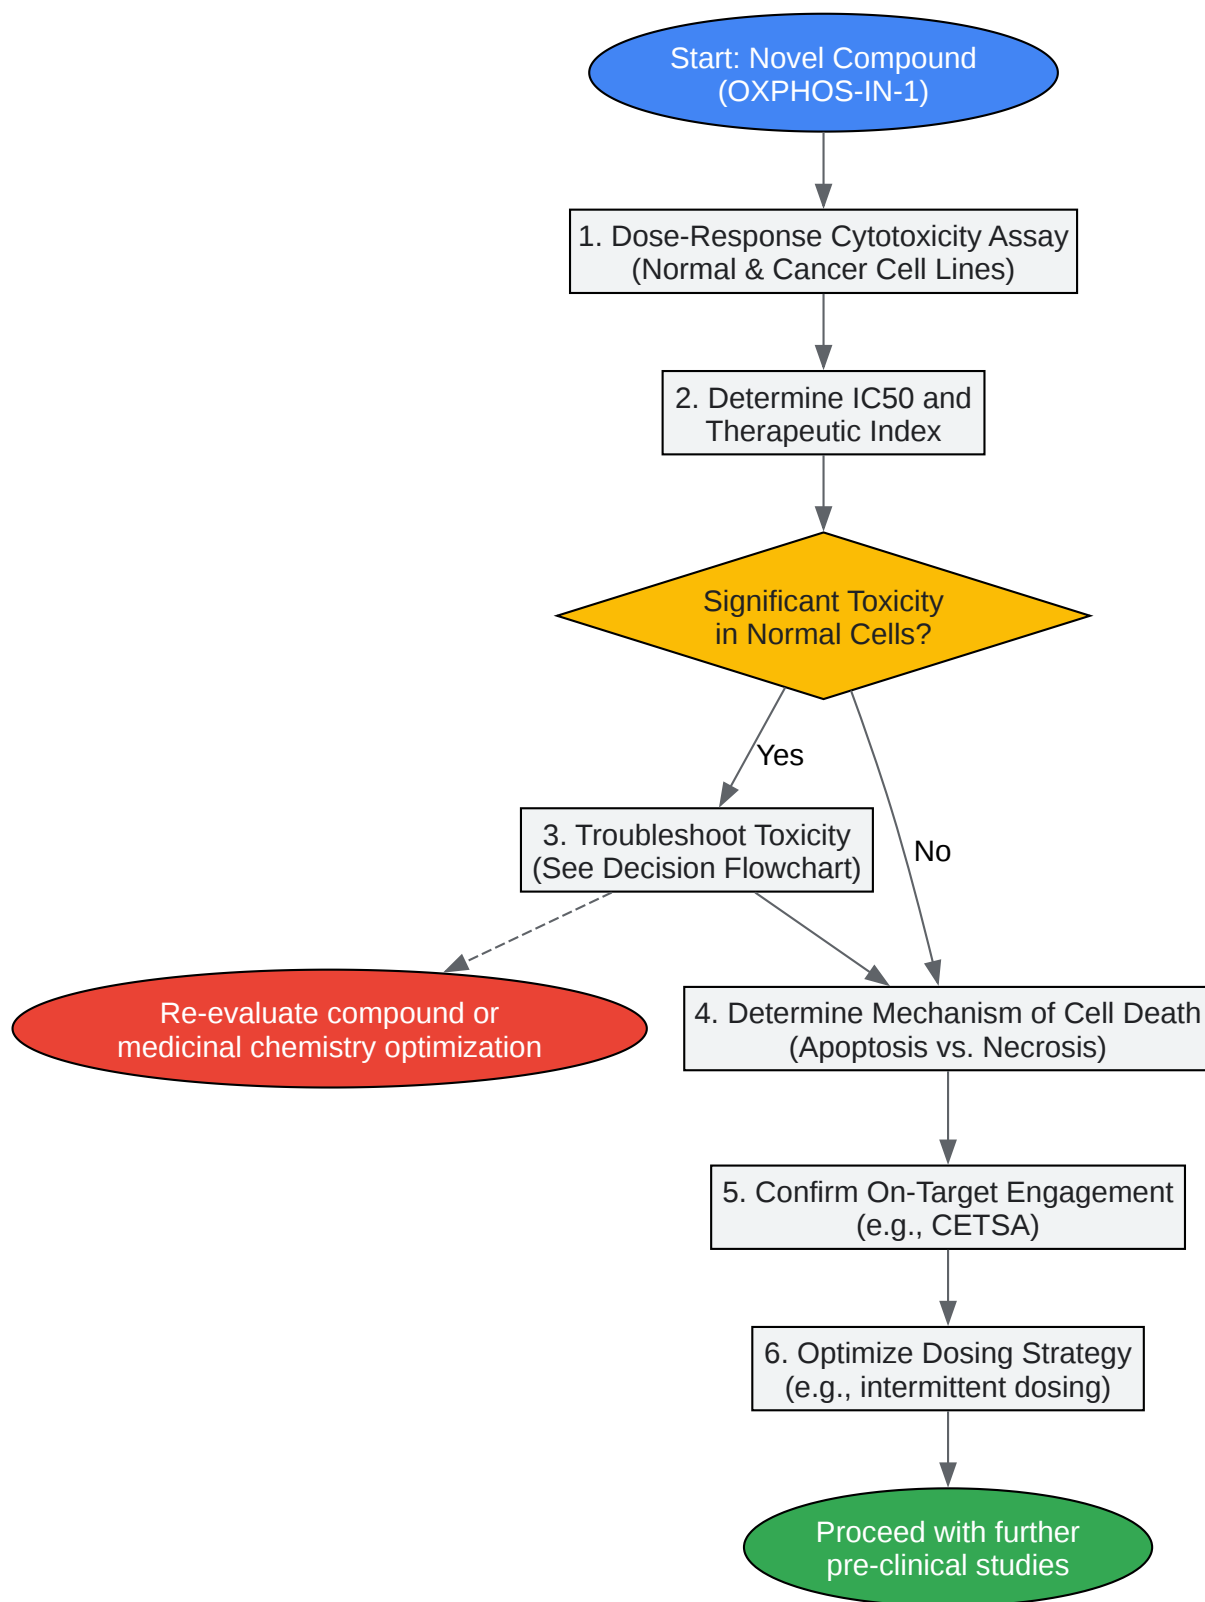 Start: Novel Compound
(OXPHOS-IN-1)
1. Dose-Response Cytotoxicity Assay
(Normal & Cancer Cell Lines)
2. Determine IC50 and
Therapeutic Index
Significant Toxicity
in Normal Cells?
Yes
No
3. Troubleshoot Toxicity
(See Decision Flowchart)
Re-evaluate compound or
medicinal chemistry optimization
4. Determine Mechanism of Cell Death
(Apoptosis vs. Necrosis)
5. Confirm On-Target Engagement
(e.g., CETSA)
6. Optimize Dosing Strategy
(e.g., intermittent dosing)
Proceed with further
pre-clinical studies